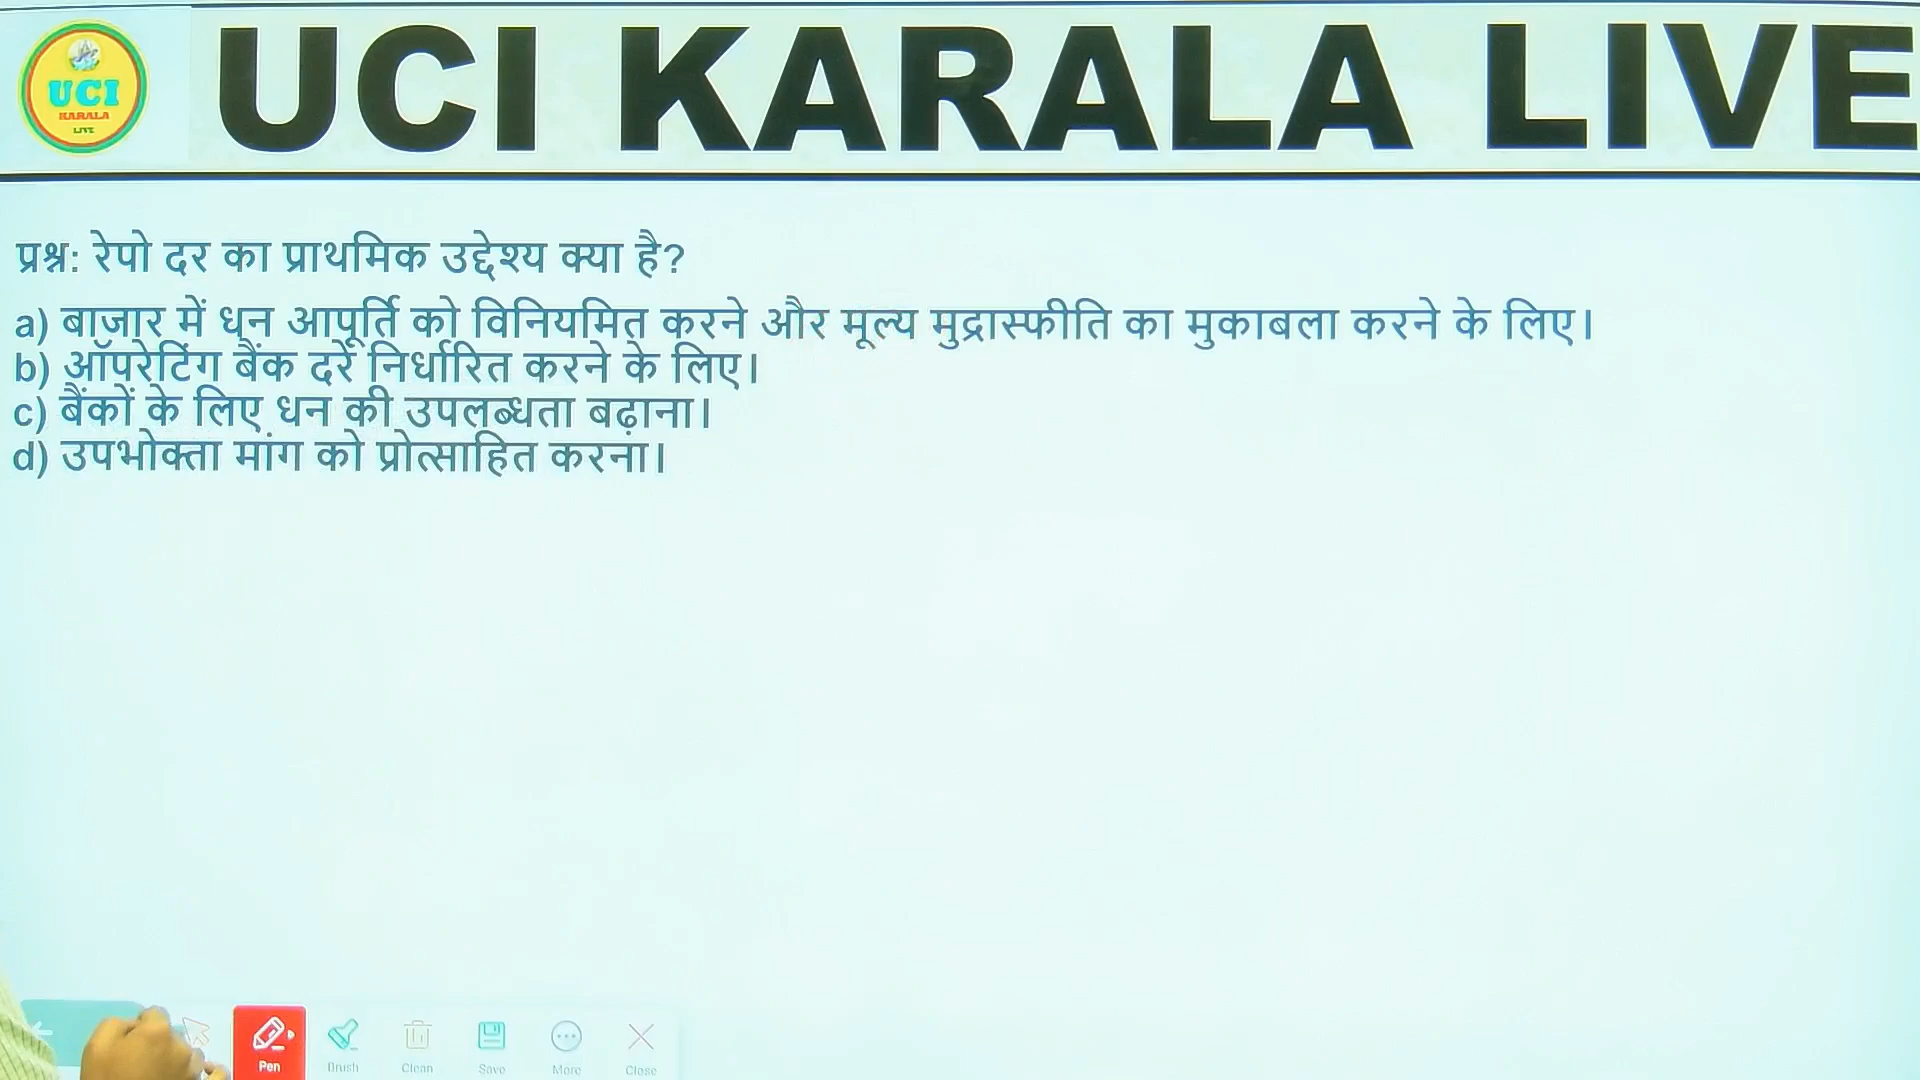 UCI KARALA LIVE
UCI
KARALA
LIVE
प्रश्न: रेपो दर का प्राथमिक उद्देश्य क्या है?
a) बाजार में धन आपूर्ति को विनियमित करने और मूल्य मुद्रास्फीति का मुकाबला करने के लिए।
b) ऑपरेटिंग बैंक दरें निर्धारित करने के लिए।
c) बैंकों के लिए धन की उपलब्धता बढ़ाना।
d) उपभोक्ता मांग को प्रोत्साहित करना।
Pen Brush Clean Save More Close